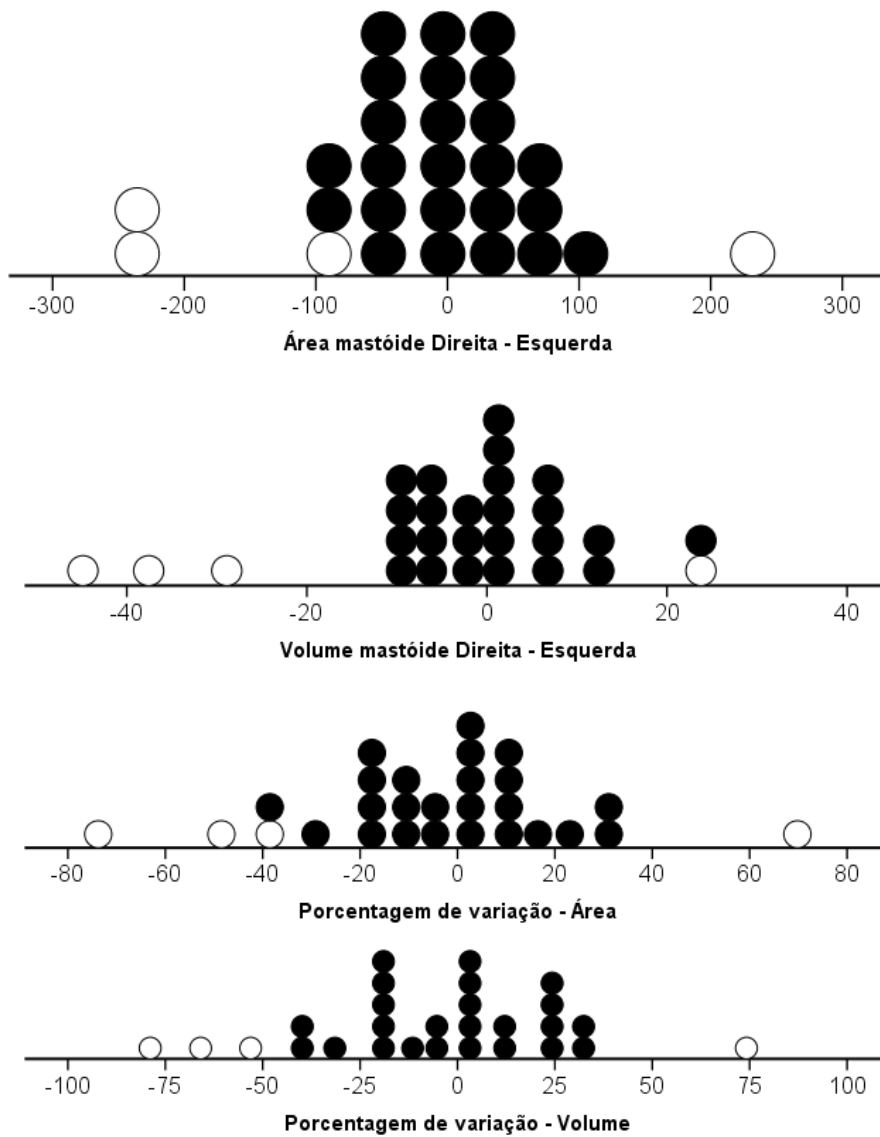 -300 -200 -100 0 100 200 300
Área mastóide Direita - Esquerda
-40 -20 0 20 40
Volume mastóide Direita - Esquerda
-80 -60 -40 -20 0 20 40 60 80
Porcentagem de variação - Área
-100 -75 -50 -25 0 25 50 75 100
Porcentagem de variação - Volume